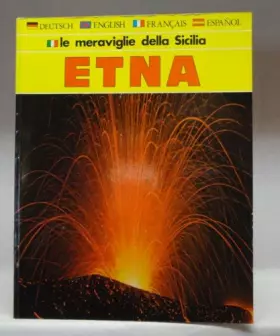 DEUTSCH ENGLISH FRANÇAIS ESPAÑOL
le meraviglie della Sicilia
ETNA